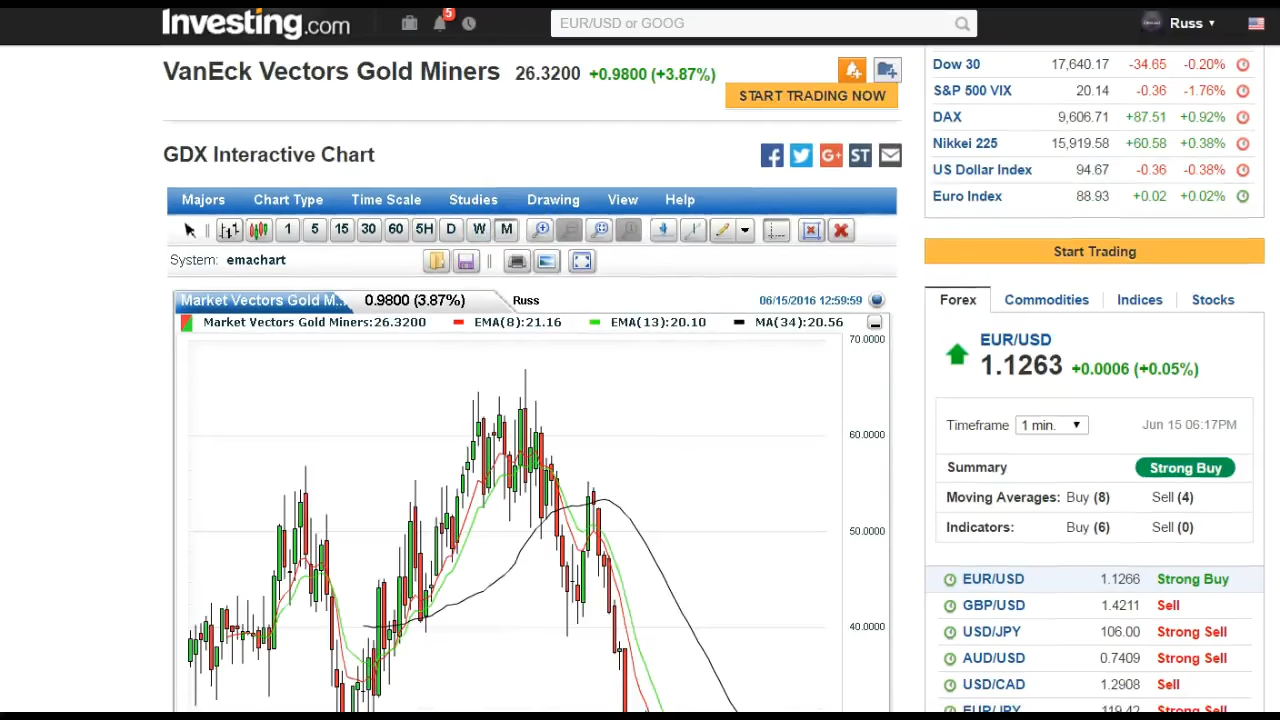 Investing.com
5
EUR/USD or GOOG
Russ ▼
VanEck Vectors Gold Miners 26.3200 +0.9800 (+3.87%)
START TRADING NOW
GDX Interactive Chart
G+ ST
Majors Chart Type Time Scale Studies Drawing View Help
1 5 15 30 60 5H D W M
System: emachart
Market Vectors Gold M... 0.9800 (3.87%) Russ 06/15/2016 12:59:59
Market Vectors Gold Miners:26.3200 EMA(8):21.16 EMA(13):20.10 MA(34):20.56
70.0000
60.0000
50.0000
40.0000
Dow 30 17,640.17 -34.65 -0.20%
S&P 500 VIX 20.14 -0.36 -1.76%
DAX 9,606.71 +87.51 +0.92%
Nikkei 225 15,919.58 +60.58 +0.38%
US Dollar Index 94.67 -0.36 -0.38%
Euro Index 88.93 +0.02 +0.02%
Start Trading
Forex Commodities Indices Stocks
EUR/USD
1.1263 +0.0006 (+0.05%)
Timeframe 1 min. ▼ Jun 15 06:17PM
Summary Strong Buy
Moving Averages: Buy (8) Sell (4)
Indicators: Buy (6) Sell (0)
EUR/USD 1.1266 Strong Buy
GBP/USD 1.4211 Sell
USD/JPY 106.00 Strong Sell
AUD/USD 0.7409 Strong Sell
USD/CAD 1.2908 Sell
EUR/JPY 119.42 Strong Sell